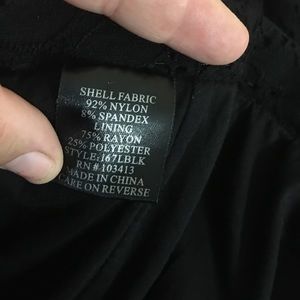 SHELL FABRIC
92% NYLON
8% SPANDEX
LINING
75% RAYON
25% POLYESTER
STYLE:167LBLK
RN # 103413
MADE IN CHINA
CARE ON REVERSE